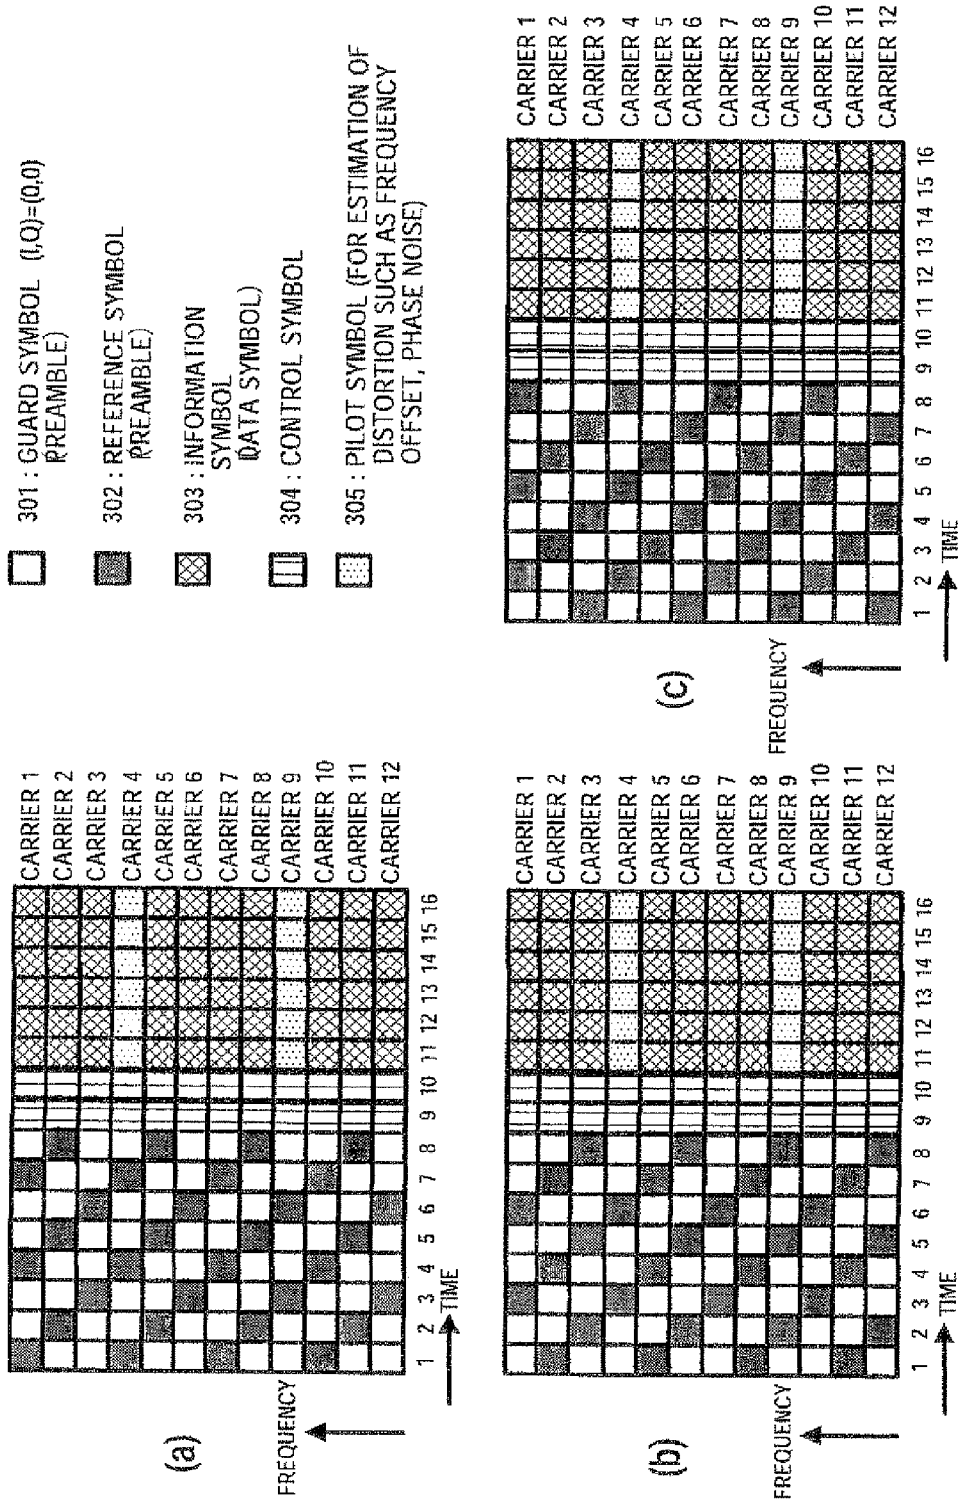 301 : GUARD SYMBOL (I,Q)=(0,0)
PREAMBLE)
302 : REFERENCE SYMBOL
PREAMBLE)
303 : INFORMATION
SYMBOL
DATA SYMBOL)
304 : CONTROL SYMBOL
305 : PILOT SYMBOL (FOR ESTIMATION OF
DISTORTION SUCH AS FREQUENCY
OFFSET, PHASE NOISE)
(a)
CARRIER 1
CARRIER 2
CARRIER 3
CARRIER 4
CARRIER 5
CARRIER 6
CARRIER 7
CARRIER 8
CARRIER 9
CARRIER 10
CARRIER 11
CARRIER 12
FREQUENCY
1 2 3 4 5 6 7 8 9 10 11 12 13 14 15 16
TIME
(b)
CARRIER 1
CARRIER 2
CARRIER 3
CARRIER 4
CARRIER 5
CARRIER 6
CARRIER 7
CARRIER 8
CARRIER 9
CARRIER 10
CARRIER 11
CARRIER 12
FREQUENCY
1 2 3 4 5 6 7 8 9 10 11 12 13 14 15 16
TIME
(c)
CARRIER 1
CARRIER 2
CARRIER 3
CARRIER 4
CARRIER 5
CARRIER 6
CARRIER 7
CARRIER 8
CARRIER 9
CARRIER 10
CARRIER 11
CARRIER 12
FREQUENCY
1 2 3 4 5 6 7 8 9 10 11 12 13 14 15 16
TIME